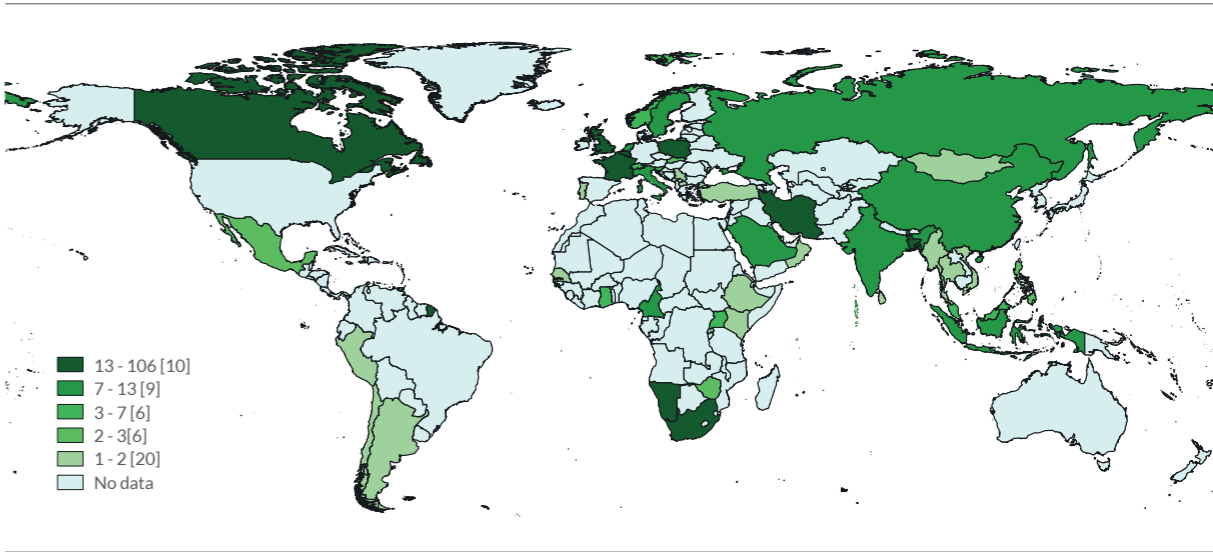 13 - 106 [10]
7 - 13 [9]
3 - 7 [6]
2 - 3[6]
1 - 2 [20]
No data